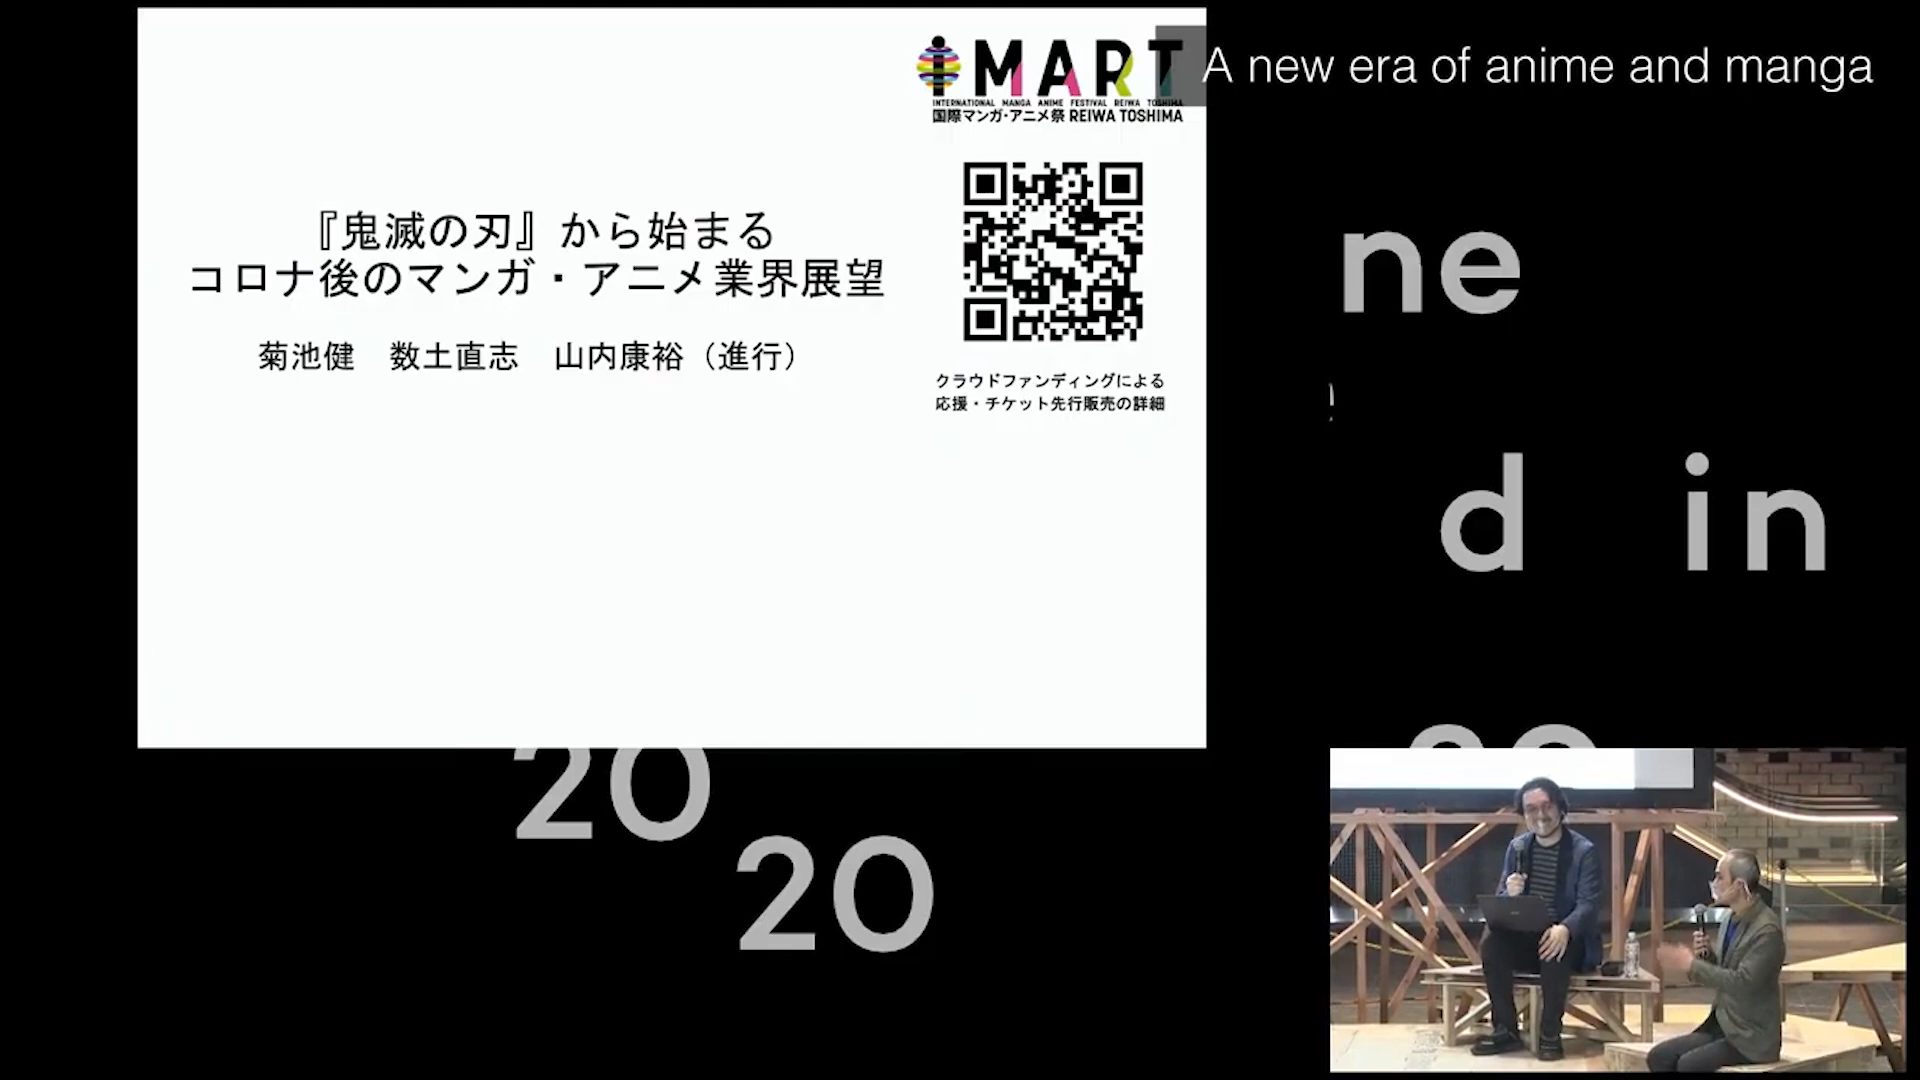 iMART
INTERNATIONAL MANGA ANIME FESTIVAL REIWA TOSHIMA
国際マンガ・アニメ祭 REIWA TOSHIMA
A new era of anime and manga
『鬼滅の刃』から始まる
コロナ後のマンガ・アニメ業界展望
菊池健　数土直志　山内康裕（進行）
クラウドファンディングによる
応援・チケット先行販売の詳細
ne
d in
20
20